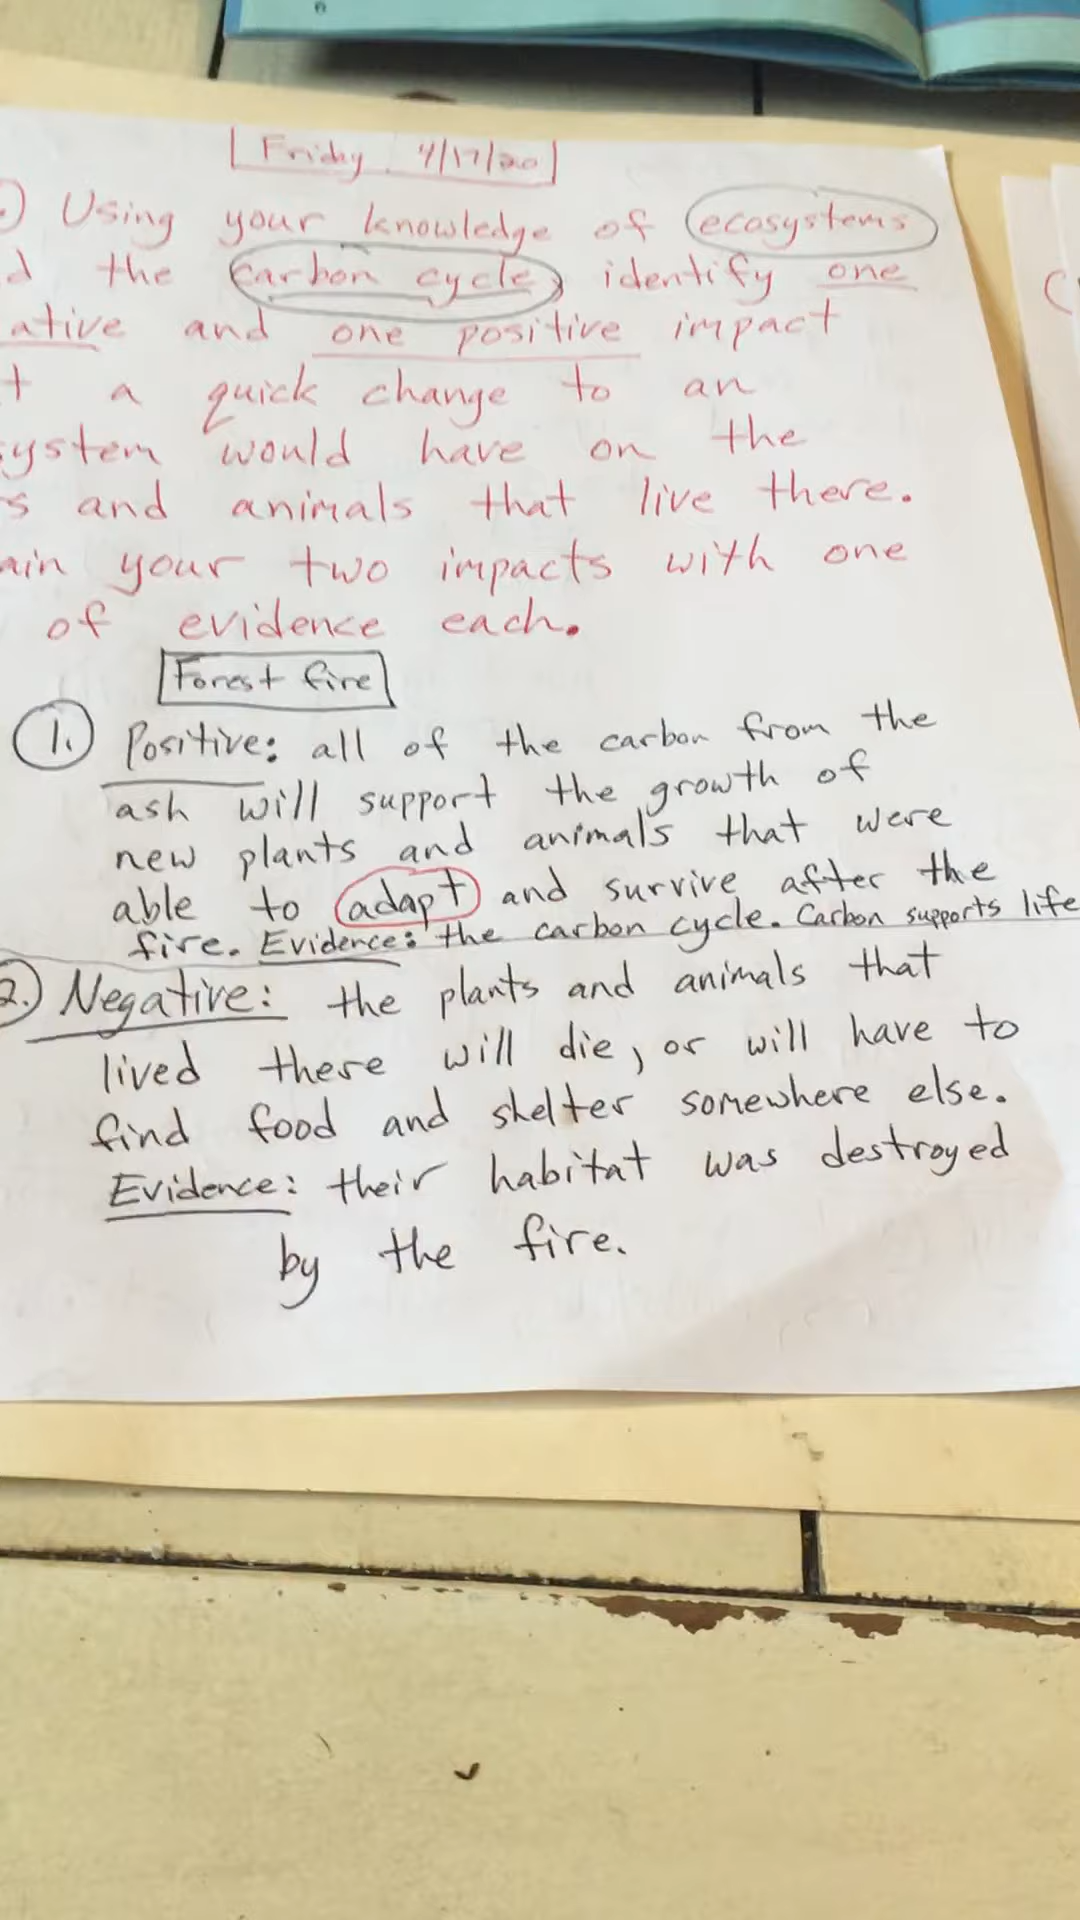 Friday 4/17/20
Using your knowledge of ecosystems
the carbon cycle, identify one
ative and one positive impact
t a quick change to an
system would have on the
s and animals that live there.
ain your two impacts with one
of evidence each.
Forest fire
1. Positive: all of the carbon from the
ash will support the growth of
new plants and animals that were
able to adapt and survive after the
fire. Evidence: the carbon cycle. Carbon supports life
2. Negative: the plants and animals that
lived there will die, or will have to
find food and shelter somewhere else.
Evidence: their habitat was destroyed
by the fire.